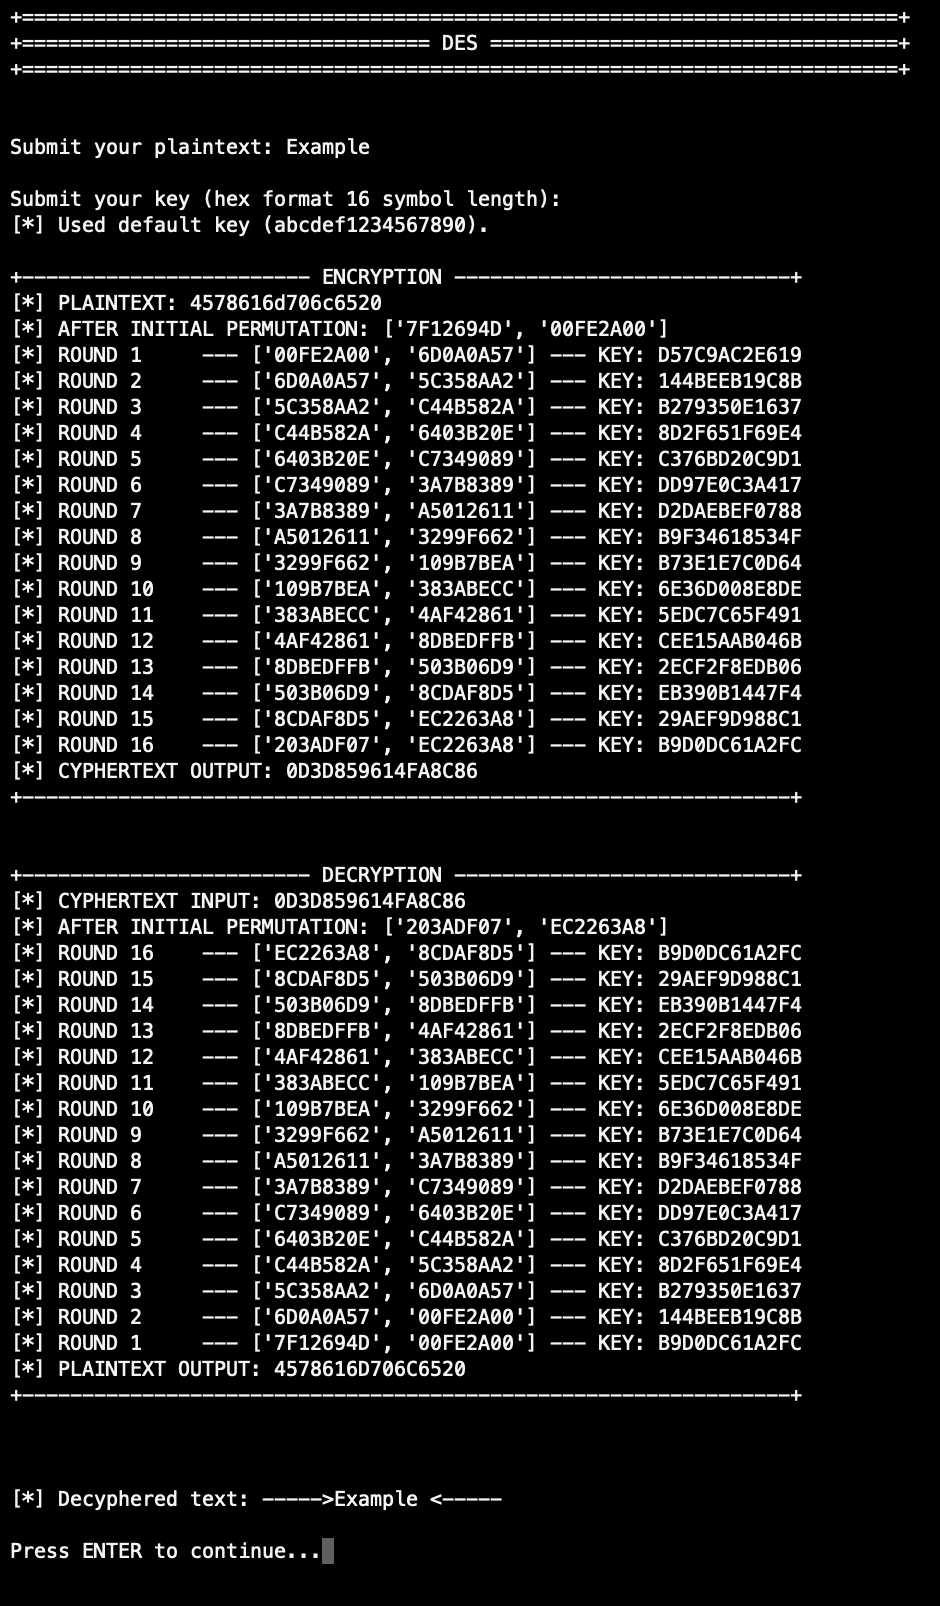 +=========================================================================+
+================================== DES ==================================+
+=========================================================================+
Submit your plaintext: Example
Submit your key (hex format 16 symbol length):
[*] Used default key (abcdef1234567890).
+------------------------ ENCRYPTION ----------------------------+
[*] PLAINTEXT: 4578616d706c6520
[*] AFTER INITIAL PERMUTATION: ['7F12694D', '00FE2A00']
[*] ROUND 1     --- ['00FE2A00', '6D0A0A57'] --- KEY: D57C9AC2E619
[*] ROUND 2     --- ['6D0A0A57', '5C358AA2'] --- KEY: 144BEEB19C8B
[*] ROUND 3     --- ['5C358AA2', 'C44B582A'] --- KEY: B279350E1637
[*] ROUND 4     --- ['C44B582A', '6403B20E'] --- KEY: 8D2F651F69E4
[*] ROUND 5     --- ['6403B20E', 'C7349089'] --- KEY: C376BD20C9D1
[*] ROUND 6     --- ['C7349089', '3A7B8389'] --- KEY: DD97E0C3A417
[*] ROUND 7     --- ['3A7B8389', 'A5012611'] --- KEY: D2DAEBEF0788
[*] ROUND 8     --- ['A5012611', '3299F662'] --- KEY: B9F34618534F
[*] ROUND 9     --- ['3299F662', '109B7BEA'] --- KEY: B73E1E7C0D64
[*] ROUND 10    --- ['109B7BEA', '383ABECC'] --- KEY: 6E36D008E8DE
[*] ROUND 11    --- ['383ABECC', '4AF42861'] --- KEY: 5EDC7C65F491
[*] ROUND 12    --- ['4AF42861', '8DBEDFFB'] --- KEY: CEE15AAB046B
[*] ROUND 13    --- ['8DBEDFFB', '503B06D9'] --- KEY: 2ECF2F8EDB06
[*] ROUND 14    --- ['503B06D9', '8CDAF8D5'] --- KEY: EB390B1447F4
[*] ROUND 15    --- ['8CDAF8D5', 'EC2263A8'] --- KEY: 29AEF9D988C1
[*] ROUND 16    --- ['203ADF07', 'EC2263A8'] --- KEY: B9D0DC61A2FC
[*] CYPHERTEXT OUTPUT: 0D3D859614FA8C86
+----------------------------------------------------------------+
+------------------------ DECRYPTION ----------------------------+
[*] CYPHERTEXT INPUT: 0D3D859614FA8C86
[*] AFTER INITIAL PERMUTATION: ['203ADF07', 'EC2263A8']
[*] ROUND 16    --- ['EC2263A8', '8CDAF8D5'] --- KEY: B9D0DC61A2FC
[*] ROUND 15    --- ['8CDAF8D5', '503B06D9'] --- KEY: 29AEF9D988C1
[*] ROUND 14    --- ['503B06D9', '8DBEDFFB'] --- KEY: EB390B1447F4
[*] ROUND 13    --- ['8DBEDFFB', '4AF42861'] --- KEY: 2ECF2F8EDB06
[*] ROUND 12    --- ['4AF42861', '383ABECC'] --- KEY: CEE15AAB046B
[*] ROUND 11    --- ['383ABECC', '109B7BEA'] --- KEY: 5EDC7C65F491
[*] ROUND 10    --- ['109B7BEA', '3299F662'] --- KEY: 6E36D008E8DE
[*] ROUND 9     --- ['3299F662', 'A5012611'] --- KEY: B73E1E7C0D64
[*] ROUND 8     --- ['A5012611', '3A7B8389'] --- KEY: B9F34618534F
[*] ROUND 7     --- ['3A7B8389', 'C7349089'] --- KEY: D2DAEBEF0788
[*] ROUND 6     --- ['C7349089', '6403B20E'] --- KEY: DD97E0C3A417
[*] ROUND 5     --- ['6403B20E', 'C44B582A'] --- KEY: C376BD20C9D1
[*] ROUND 4     --- ['C44B582A', '5C358AA2'] --- KEY: 8D2F651F69E4
[*] ROUND 3     --- ['5C358AA2', '6D0A0A57'] --- KEY: B279350E1637
[*] ROUND 2     --- ['6D0A0A57', '00FE2A00'] --- KEY: 144BEEB19C8B
[*] ROUND 1     --- ['7F12694D', '00FE2A00'] --- KEY: B9D0DC61A2FC
[*] PLAINTEXT OUTPUT: 4578616D706C6520
+----------------------------------------------------------------+
[*] Decyphered text: ----->Example <-----
Press ENTER to continue...